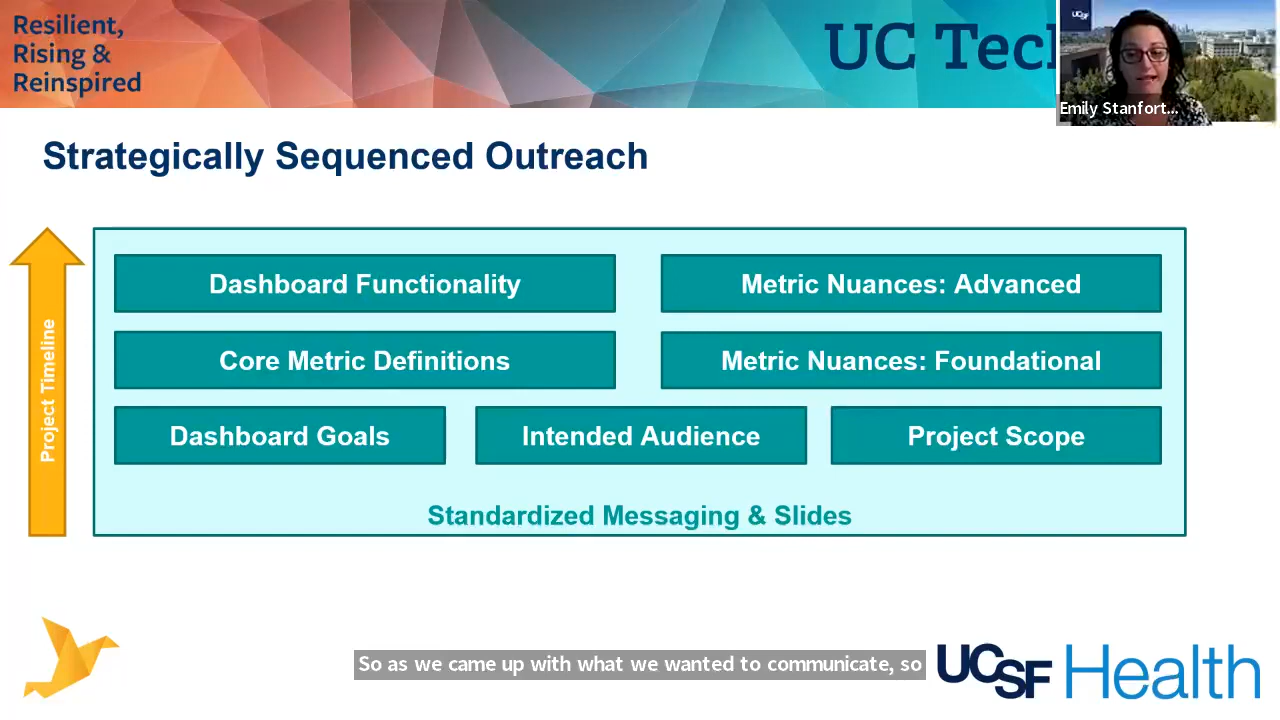 Resilient,
Rising &
Reinspired
UC Tec
UCSF
Emily Stanfort...
Strategically Sequenced Outreach
Project Timeline
Dashboard Functionality
Metric Nuances: Advanced
Core Metric Definitions
Metric Nuances: Foundational
Dashboard Goals
Intended Audience
Project Scope
Standardized Messaging & Slides
So as we came up with what we wanted to communicate, so
UCSF Health